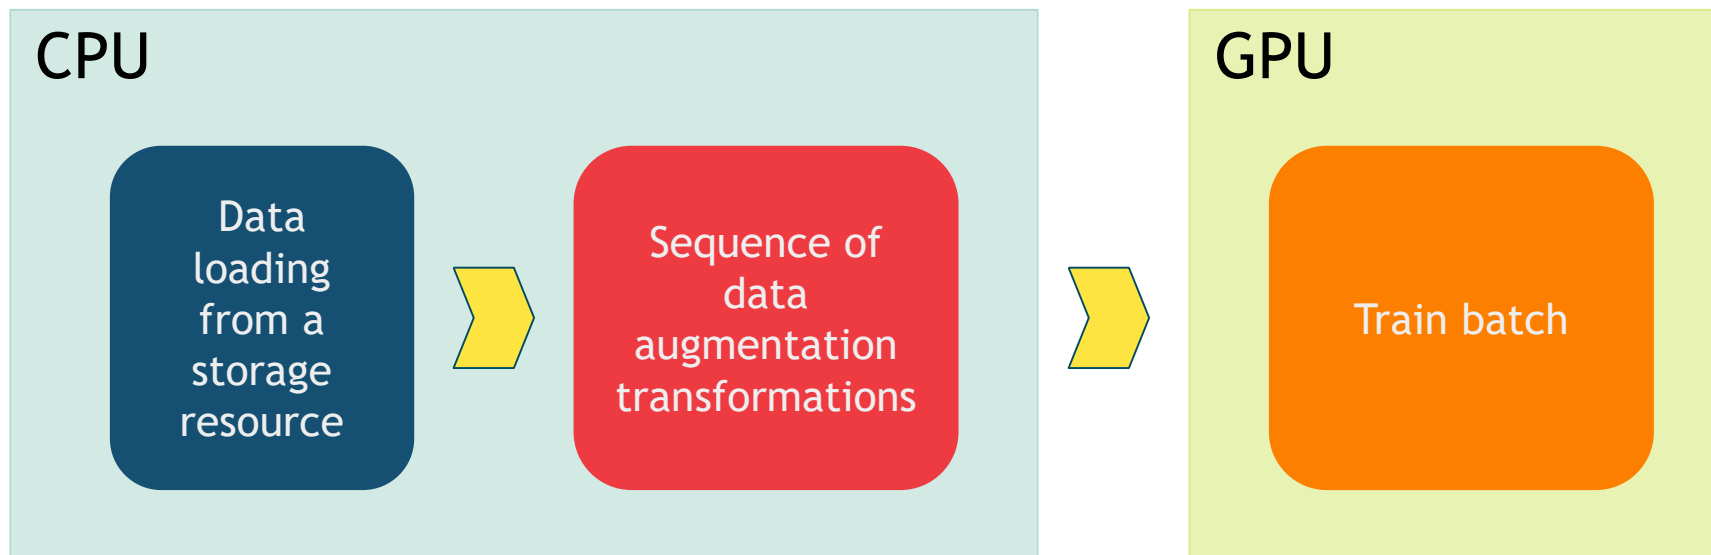 CPU
Data
loading
from a
storage
resource
Sequence of
data
augmentation
transformations
GPU
Train batch